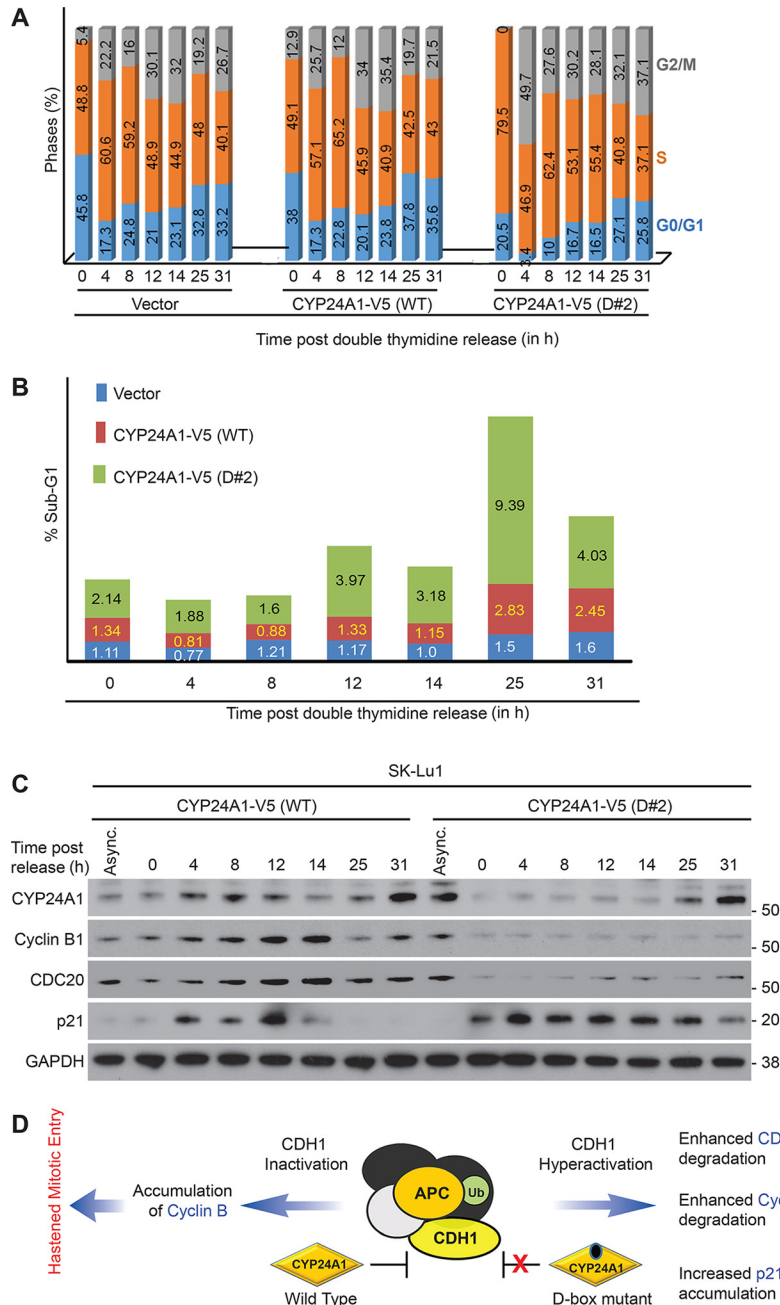 A
Phases (%)
5.4 22.2 16 30.1 32 19.2 26.7
48.8 60.6 59.2 48.9 44.9 48 40.1
45.8 17.3 24.8 21 23.1 32.8 33.2
12.9 25.7 12 34 35.4 19.7 21.5
49.1 57.1 65.2 45.9 40.9 42.5 43
38 17.3 22.8 20.1 23.8 37.8 35.6
0 49.7 27.6 30.2 28.1 32.1 37.1
79.5 46.9 62.4 53.1 55.4 40.8 37.1
20.5 3.4 10 16.7 16.5 27.1 25.8
G2/M
S
G0/G1
0 4 8 12 14 25 31 0 4 8 12 14 25 31 0 4 8 12 14 25 31
Vector CYP24A1-V5 (WT) CYP24A1-V5 (D#2)
Time post double thymidine release (in h)
B
% Sub-G1
Vector
CYP24A1-V5 (WT)
CYP24A1-V5 (D#2)
2.14 1.88 1.6 3.97 3.18 9.39 4.03
1.34 0.81 0.88 1.33 1.15 2.83 2.45
1.11 0.77 1.21 1.17 1.0 1.5 1.6
0 4 8 12 14 25 31
Time post double thymidine release (in h)
C
SK-Lu1
CYP24A1-V5 (WT) CYP24A1-V5 (D#2)
Time post
release (h)
Async. 0 4 8 12 14 25 31 Async. 0 4 8 12 14 25 31
CYP24A1
- 50
Cyclin B1
CDC20
- 50
p21
- 20
GAPDH
- 38
D
Hastened Mitotic Entry
Accumulation
of Cyclin B
CDH1
Inactivation
APC
Ub
CDH1
CDH1
Hyperactivation
Enhanced CD
degradation
Enhanced Cyc
degradation
Increased p21
accumulation
CYP24A1
Wild Type
X
CYP24A1
D-box mutant